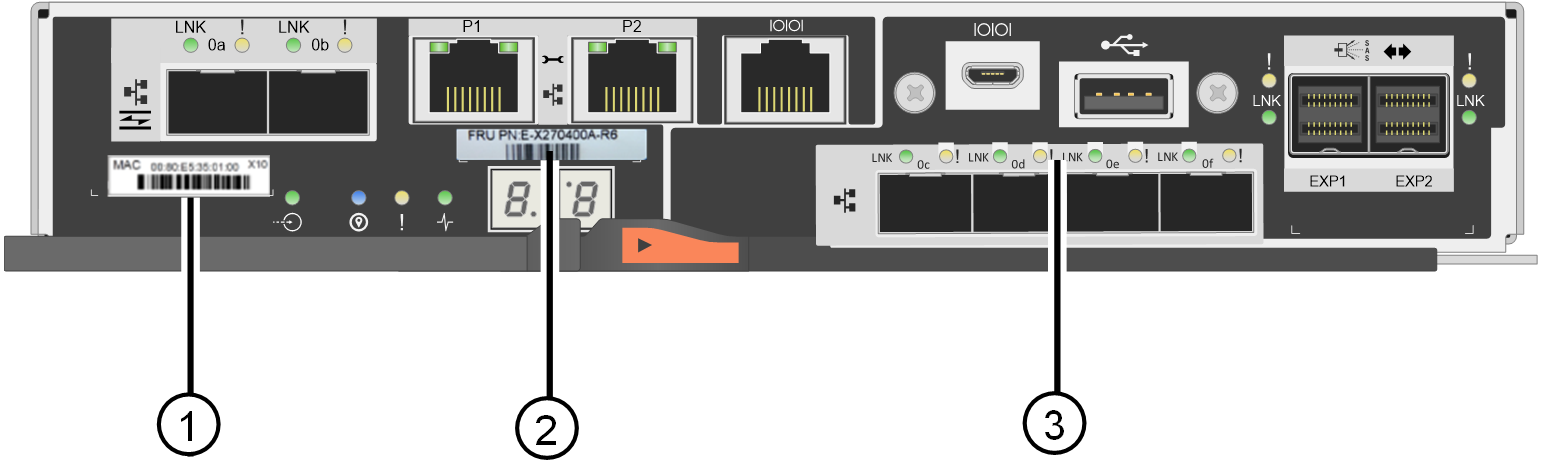 LNK ! LNK !
0a 0b
P1 P2
IOIOI
IOIOI
SAS
! !
LNK LNK
FRU PN:E-X270400A-R6
MAC 00:80:E5:35:01:00 X10
LNK 0c ! LNK 0d ! LNK 0e ! LNK 0f !
EXP1 EXP2
!
8. 8
1 2 3